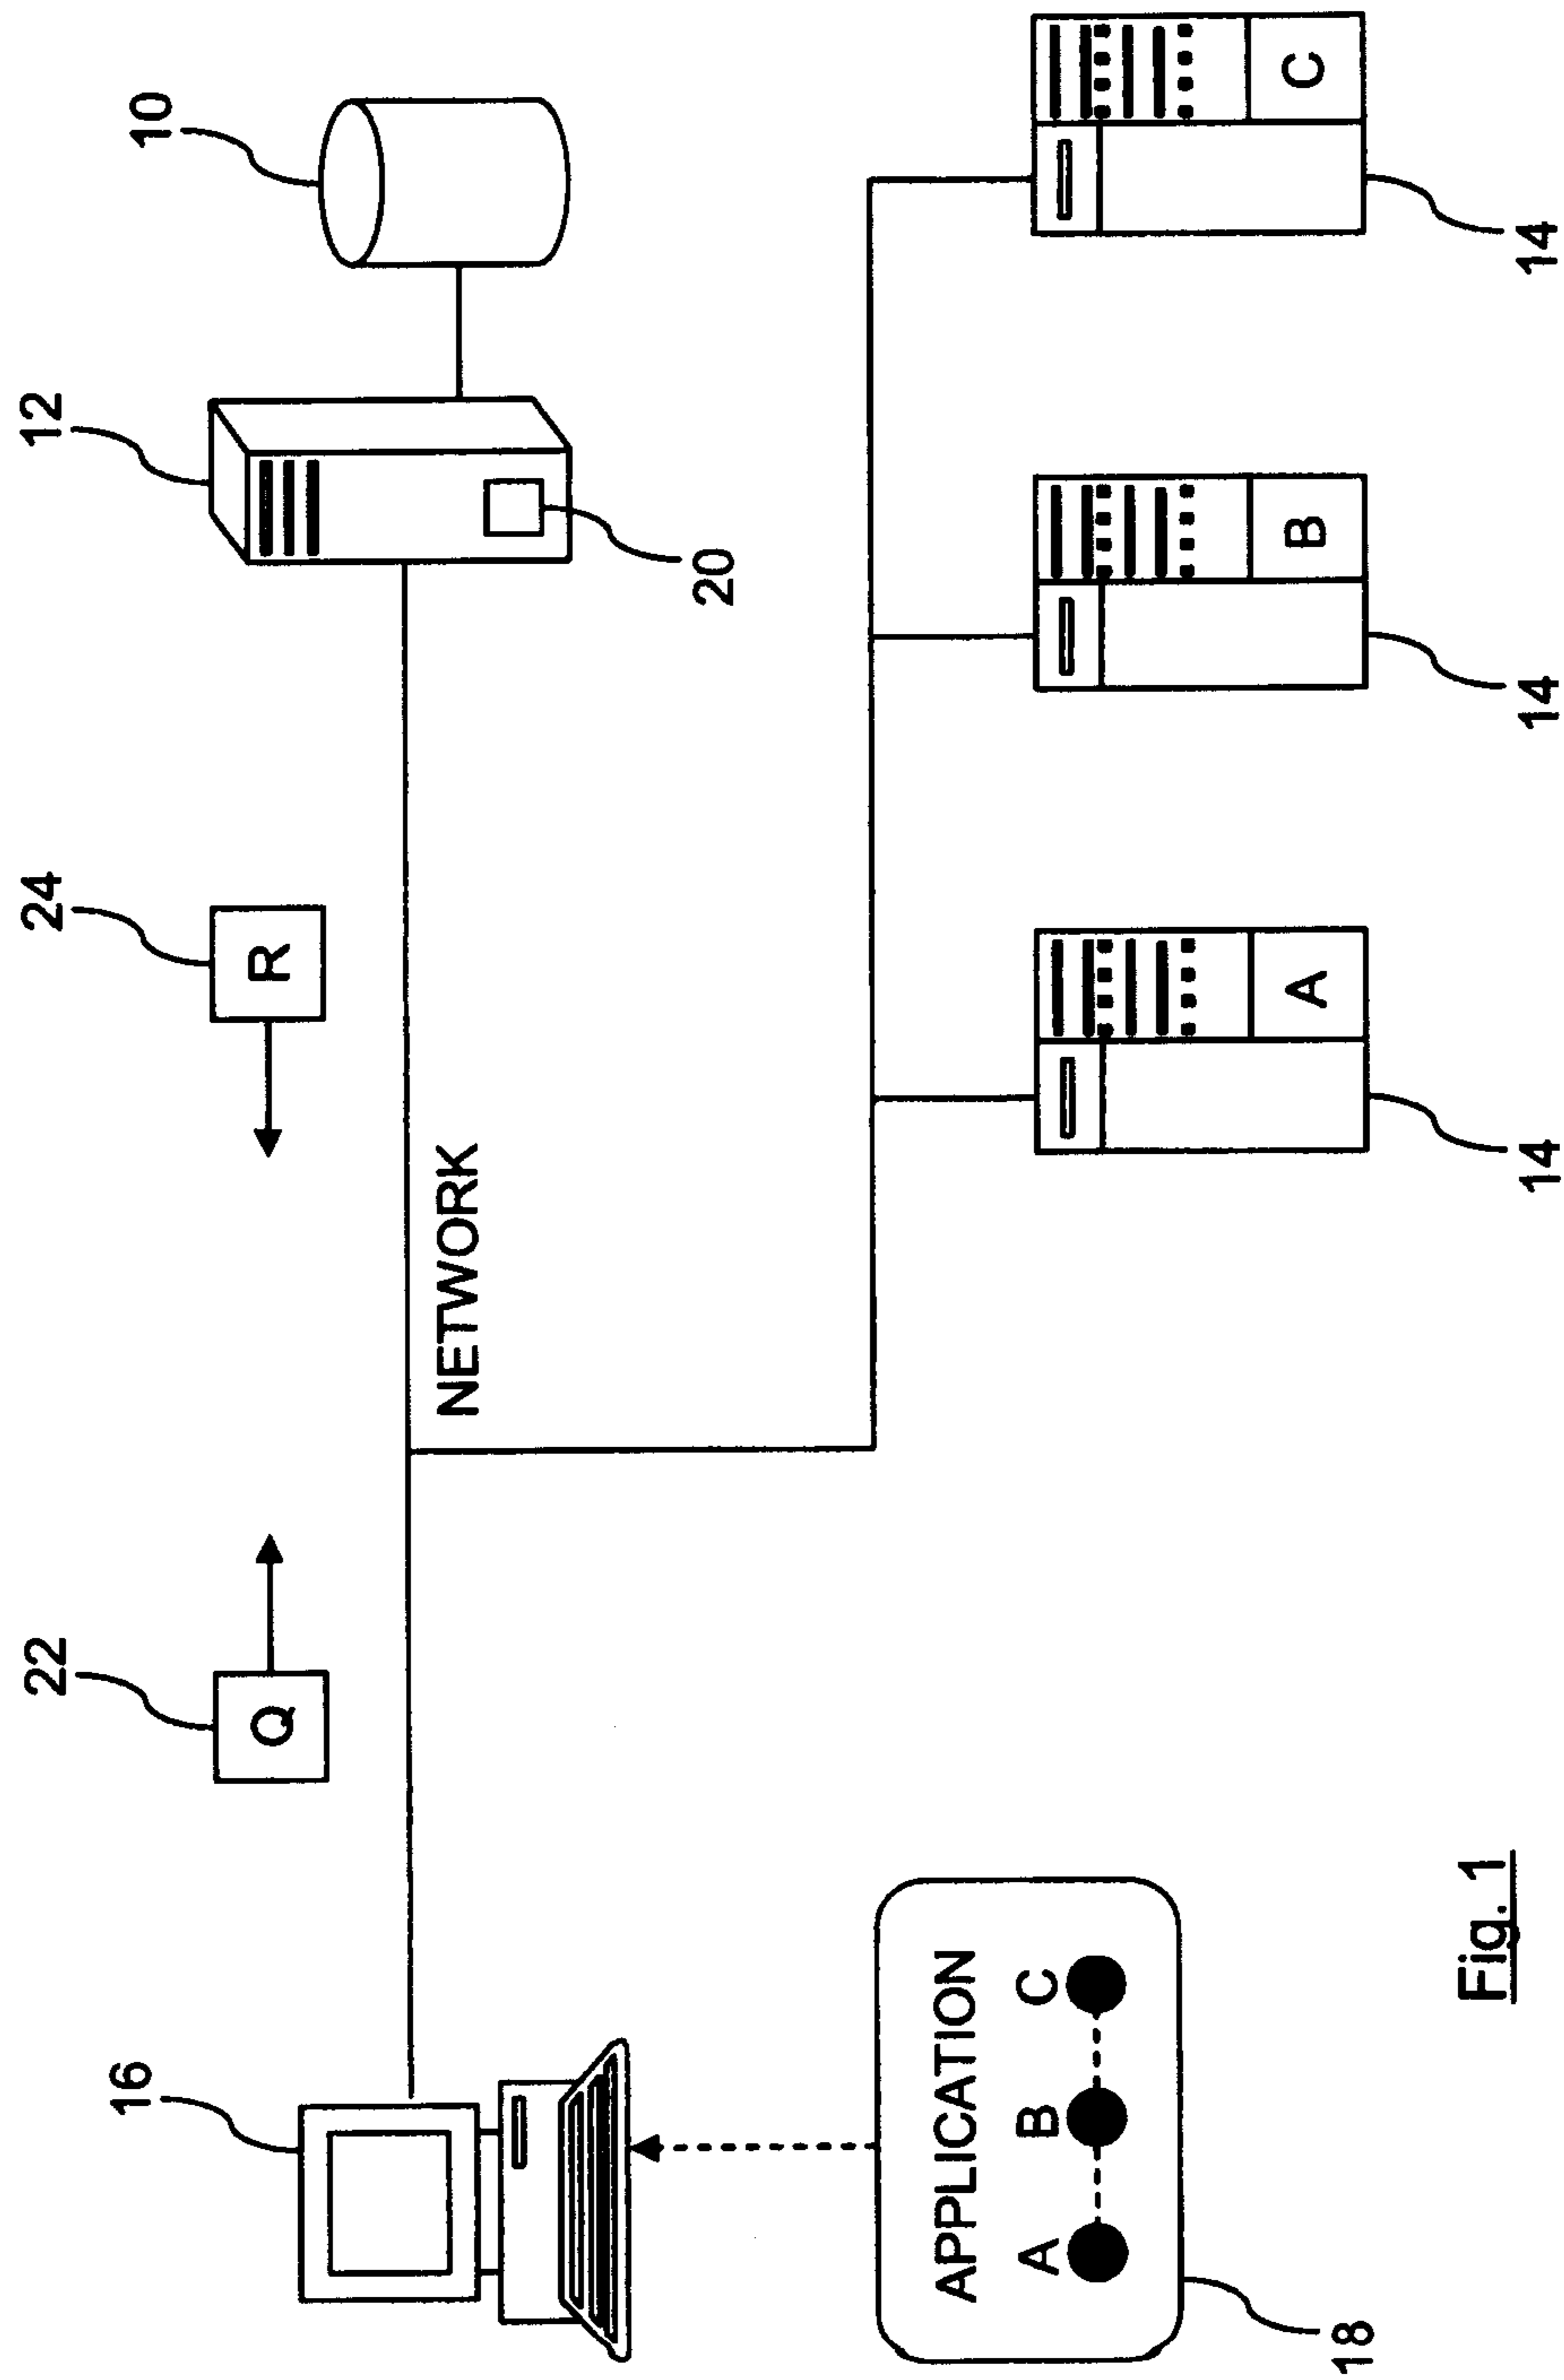 16
22
Q
24
R
12
10
20
NETWORK
APPLICATION
A B C
18
A
B
C
14
14
14
Fig. 1